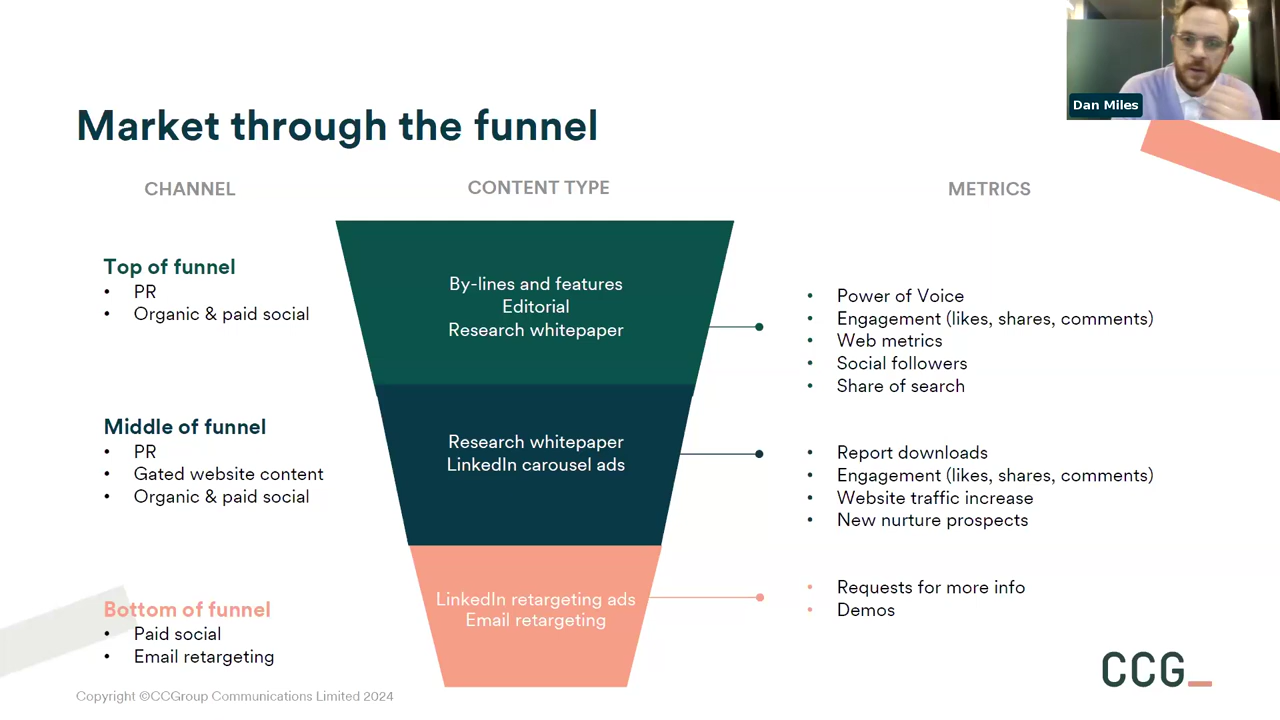 Dan Miles
Market through the funnel
CHANNEL
CONTENT TYPE
METRICS
Top of funnel
• PR
• Organic & paid social
By-lines and features
Editorial
Research whitepaper
• Power of Voice
• Engagement (likes, shares, comments)
• Web metrics
• Social followers
• Share of search
Middle of funnel
• PR
• Gated website content
• Organic & paid social
Research whitepaper
LinkedIn carousel ads
• Report downloads
• Engagement (likes, shares, comments)
• Website traffic increase
• New nurture prospects
Bottom of funnel
• Paid social
• Email retargeting
LinkedIn retargeting ads
Email retargeting
• Requests for more info
• Demos
CCG_
Copyright ©CCGroup Communications Limited 2024